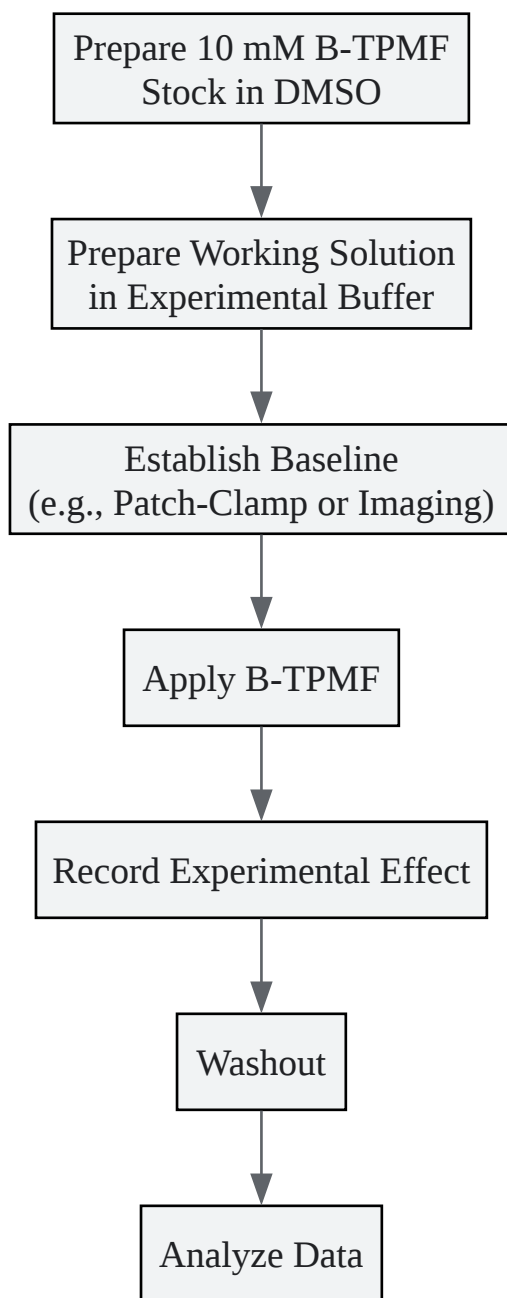 Prepare 10 mM B-TPMF
Stock in DMSO
Prepare Working Solution
in Experimental Buffer
Establish Baseline
(e.g., Patch-Clamp or Imaging)
Apply B-TPMF
Record Experimental Effect
Washout
Analyze Data